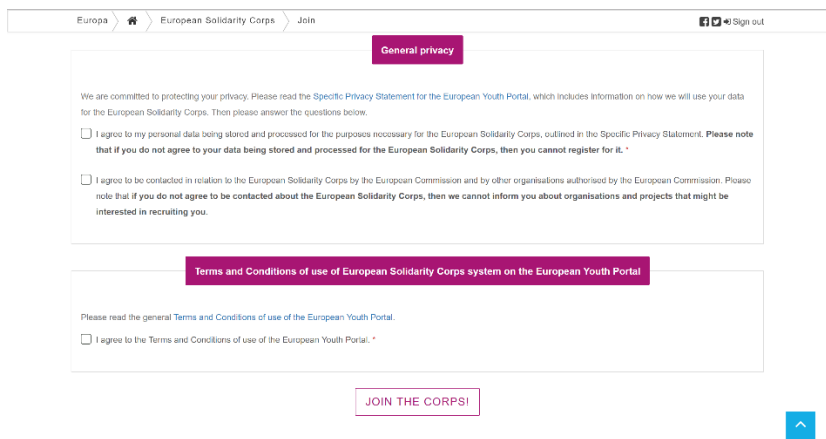 Europa European Solidarity Corps Join Sign out
General privacy
We are committed to protecting your privacy. Please read the Specific Privacy Statement for the European Youth Portal, which includes information on how we will use your data
for the European Solidarity Corps. Then please answer the questions below.
I agree to my personal data being stored and processed for the purposes necessary for the European Solidarity Corps, outlined in the Specific Privacy Statement. Please note
that if you do not agree to your data being stored and processed for the European Solidarity Corps, then you cannot register for it. *
I agree to be contacted in relation to the European Solidarity Corps by the European Commission and by other organisations authorised by the European Commission. Please
note that if you do not agree to be contacted about the European Solidarity Corps, then we cannot inform you about organisations and projects that might be
interested in recruiting you.
Terms and Conditions of use of European Solidarity Corps system on the European Youth Portal
Please read the general Terms and Conditions of use of the European Youth Portal.
I agree to the Terms and Conditions of use of the European Youth Portal. *
JOIN THE CORPS!